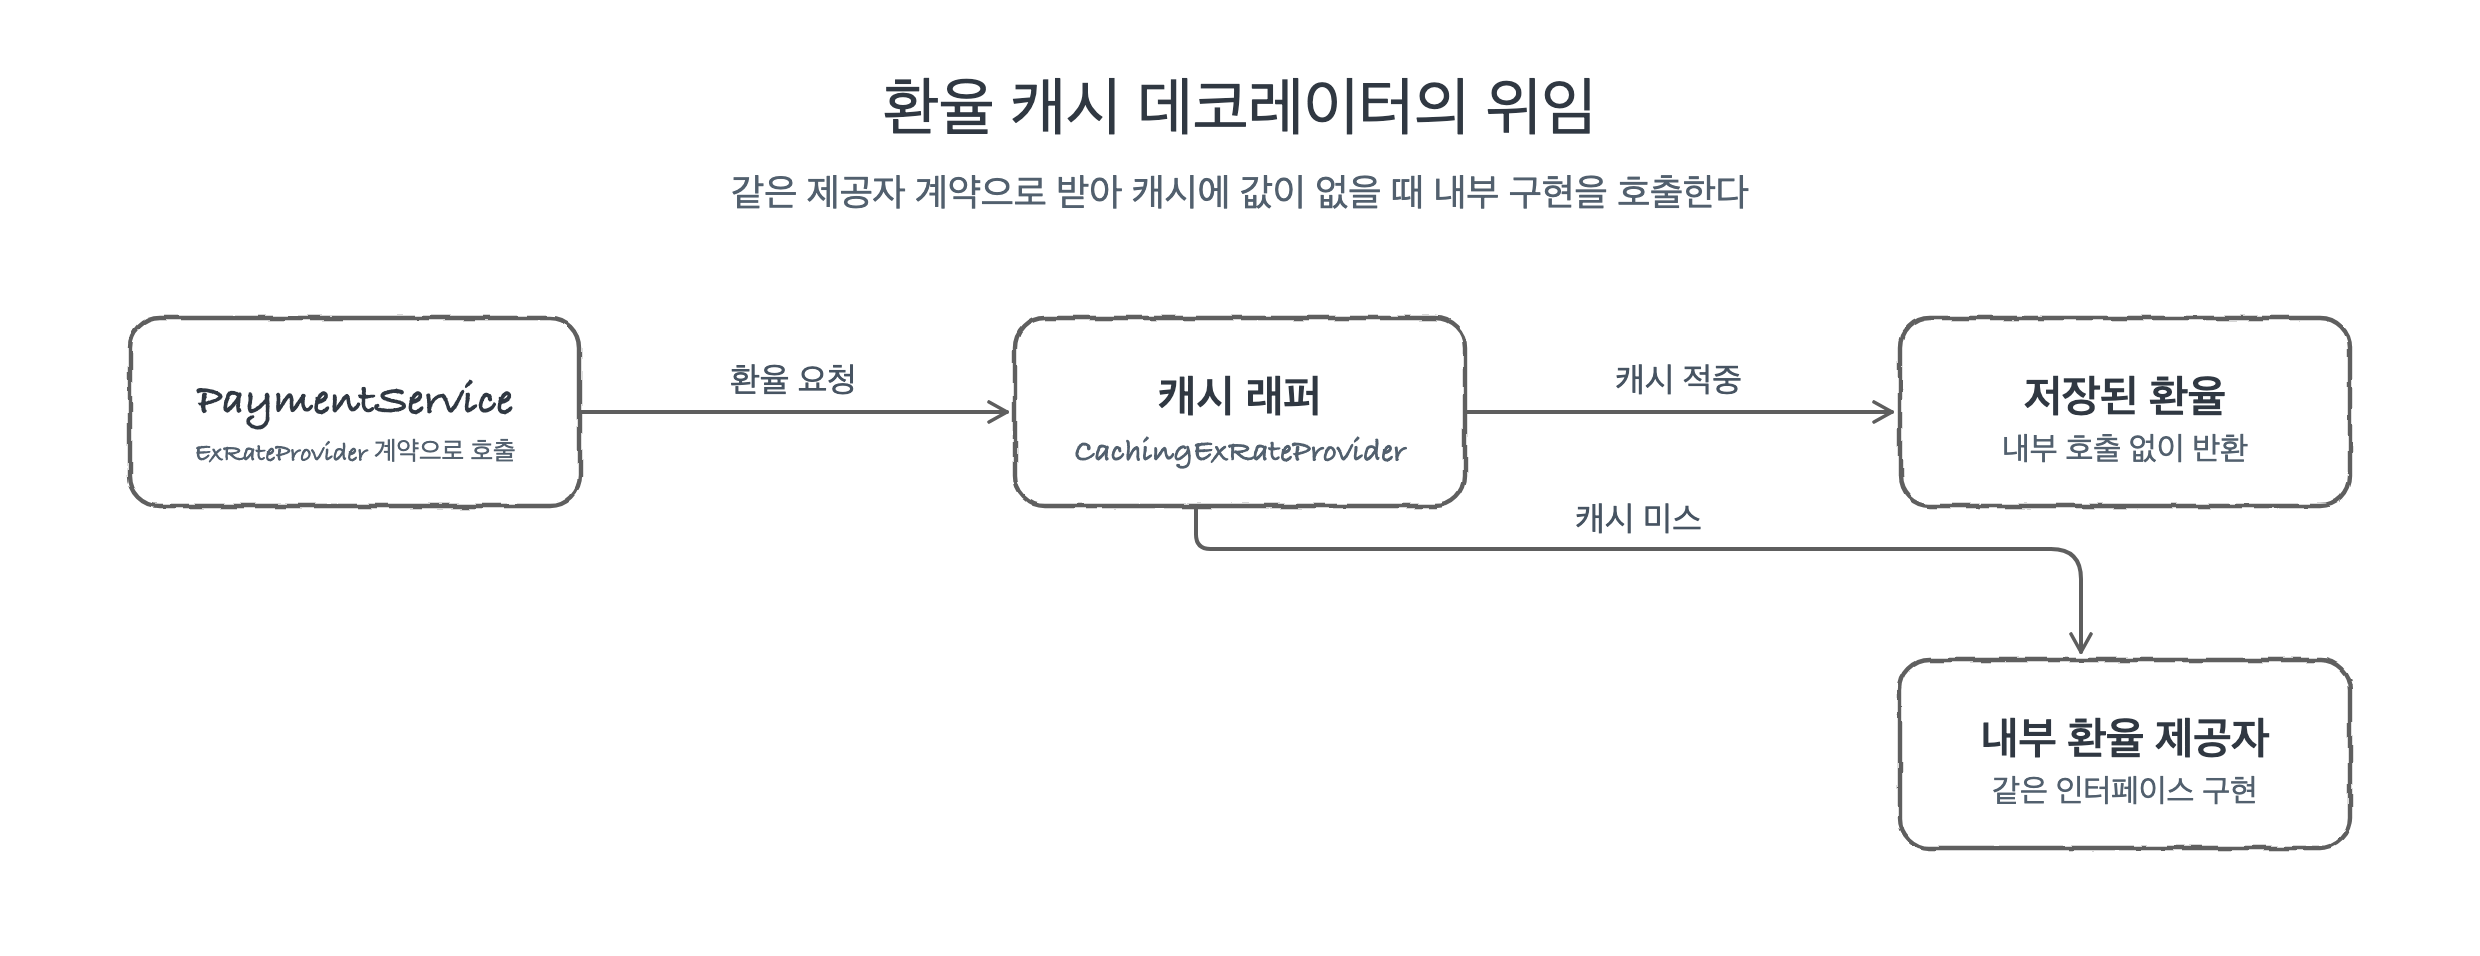 환율 캐시 데코레이터의 위임
같은 제공자 계약으로 받아 캐시에 값이 없을 때 내부 구현을 호출한다
PaymentService
ExRateProvider 계약으로 호출
환율 요청
캐시 래퍼
CachingExRateProvider
캐시 적중
저장된 환율
내부 호출 없이 반환
캐시 미스
내부 환율 제공자
같은 인터페이스 구현